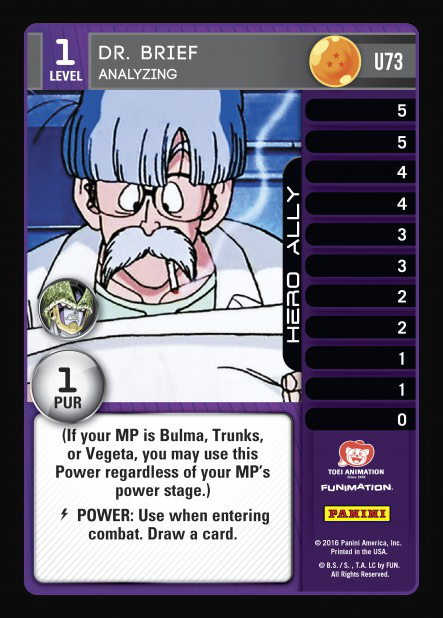 1
LEVEL
DR. BRIEF
ANALYZING
U73
5
5
4
4
3
3
2
2
1
1
0
HERO ALLY
1
PUR
(If your MP is Bulma, Trunks,
or Vegeta, you may use this
Power regardless of your MP's
power stage.)
POWER: Use when entering
combat. Draw a card.
TOEI ANIMATION
Since 1956
FUNIMATION.
PANINI
© 2016 Panini America, Inc.
Printed in the USA.
© B.S./ S. , T.A. LC by FUN.
All Rights Reserved.